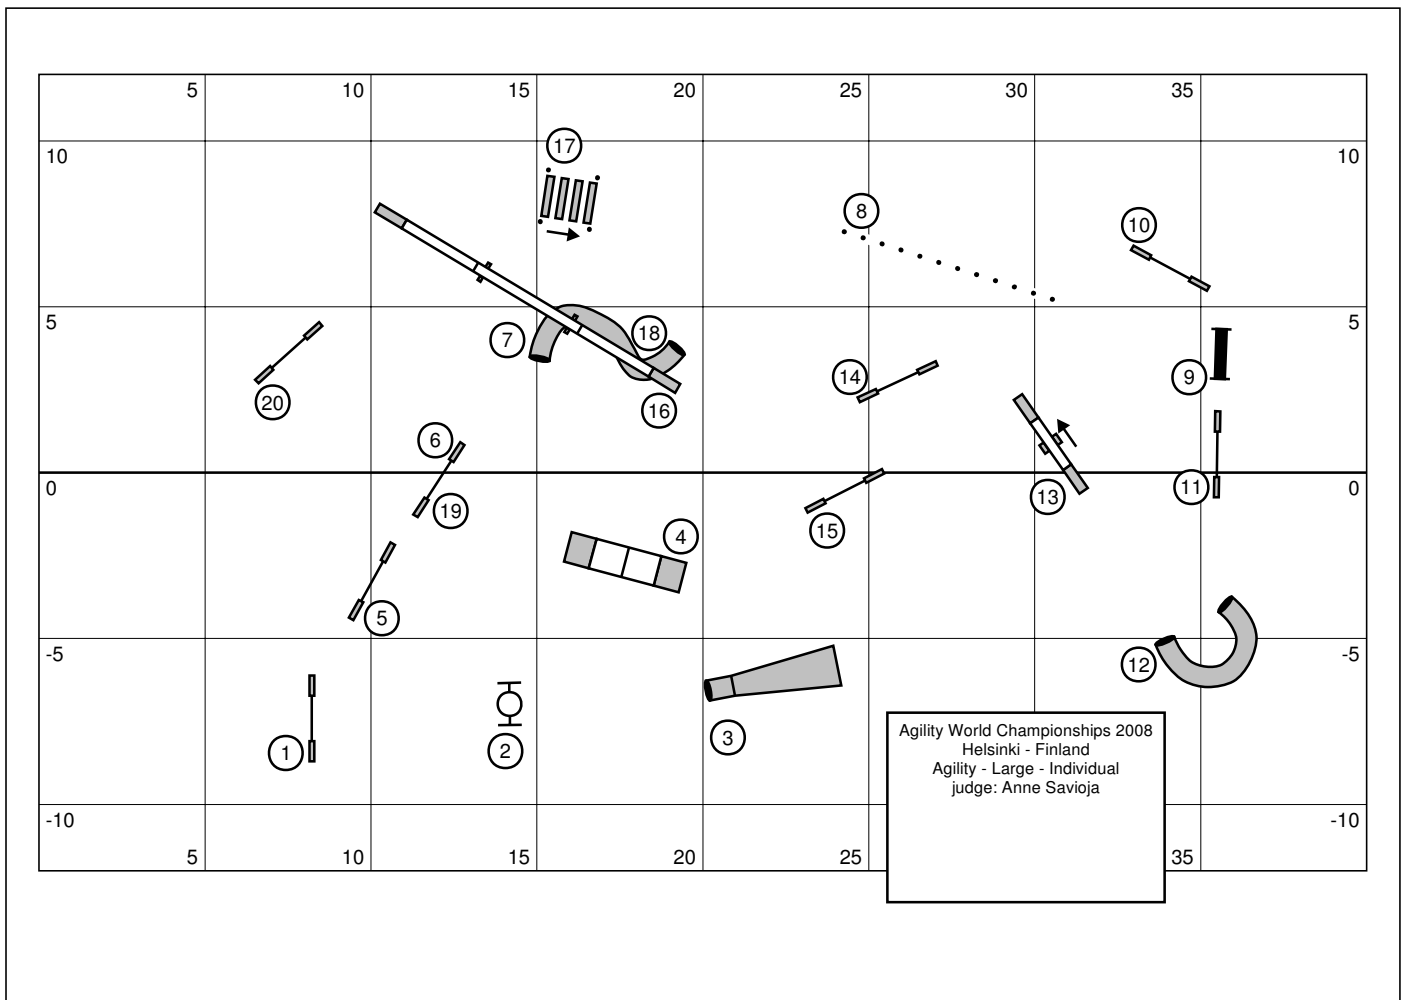 5 10 15 20 25 30 35
17
10 10
8
10
5 5
7 18
14 9
20 16
6
0 0
19 13 11
15
4
5
-5 -5
12
1 2 3
Agility World Championships 2008
Helsinki - Finland
Agility - Large - Individual
judge: Anne Savioja
-10 -10
5 10 15 20 25 35